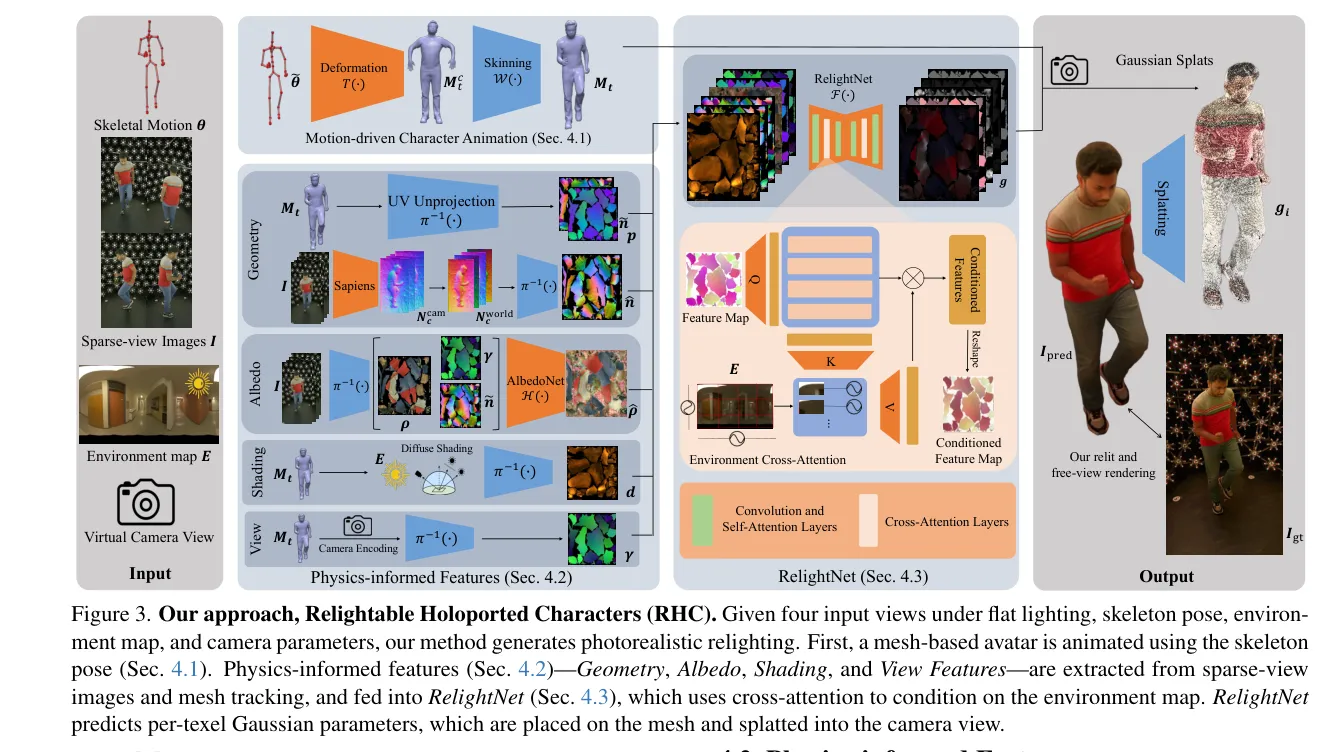 Skeletal Motion θ
Sparse-view Images I
Environment map E
Virtual Camera View
Input
θ̃
Deformation
T(·)
M_t^c
Skinning
W(·)
M_t
Motion-driven Character Animation (Sec. 4.1)
Geometry
M_t
UV Unprojection
π⁻¹(·)
ñ
p
I
Sapiens
N_c^cam
N_c^world
π⁻¹(·)
n̂
Albedo
I
π⁻¹(·)
ρ
γ
ñ
AlbedoNet
H(·)
ρ̂
Shading
M_t
E
Diffuse Shading
π⁻¹(·)
d
View
M_t
Camera Encoding
π⁻¹(·)
γ
Physics-informed Features (Sec. 4.2)
RelightNet
F(·)
g
Feature Map
Q
K
V
Conditioned
Features
Reshape
E
...
Environment Cross-Attention
Conditioned
Feature Map
Convolution and
Self-Attention Layers
Cross-Attention Layers
RelightNet (Sec. 4.3)
Gaussian Splats
Splatting
g_i
I_pred
Our relit and
free-view rendering
I_gt
Output
Figure 3. Our approach, Relightable Holoported Characters (RHC). Given four input views under flat lighting, skeleton pose, environ-
ment map, and camera parameters, our method generates photorealistic relighting. First, a mesh-based avatar is animated using the skeleton
pose (Sec. 4.1). Physics-informed features (Sec. 4.2)—Geometry, Albedo, Shading, and View Features—are extracted from sparse-view
images and mesh tracking, and fed into RelightNet (Sec. 4.3), which uses cross-attention to condition on the environment map. RelightNet
predicts per-texel Gaussian parameters, which are placed on the mesh and splatted into the camera view.